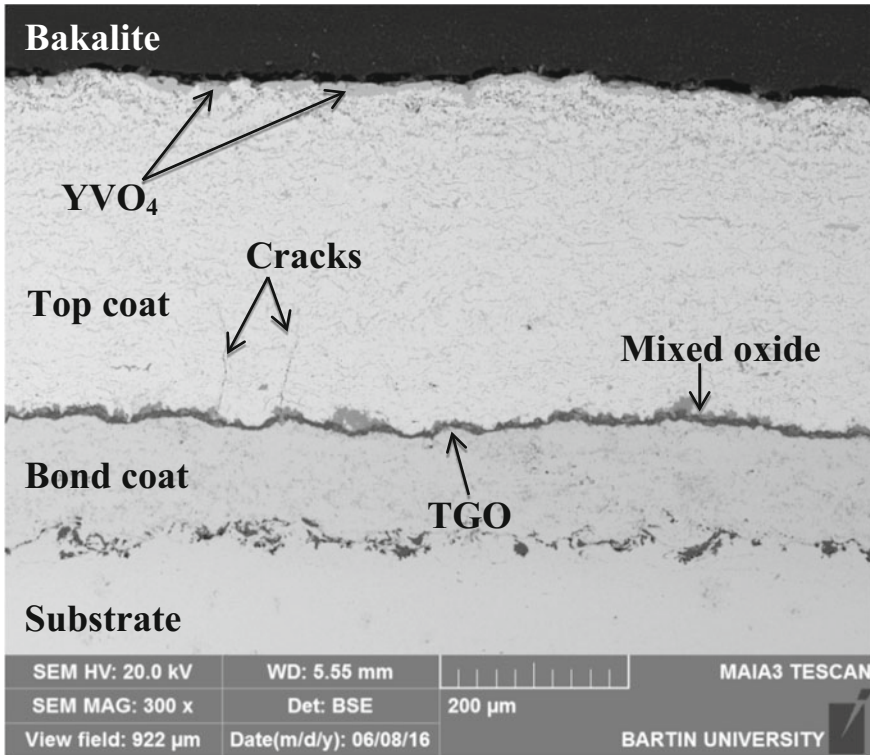 Bakalite
YVO₄
Cracks
Top coat
Mixed oxide
Bond coat
TGO
Substrate
SEM HV: 20.0 kV
WD: 5.55 mm
MAIA3 TESCAN
SEM MAG: 300 x
Det: BSE
200 µm
View field: 922 µm
Date(m/d/y): 06/08/16
BARTIN UNIVERSITY